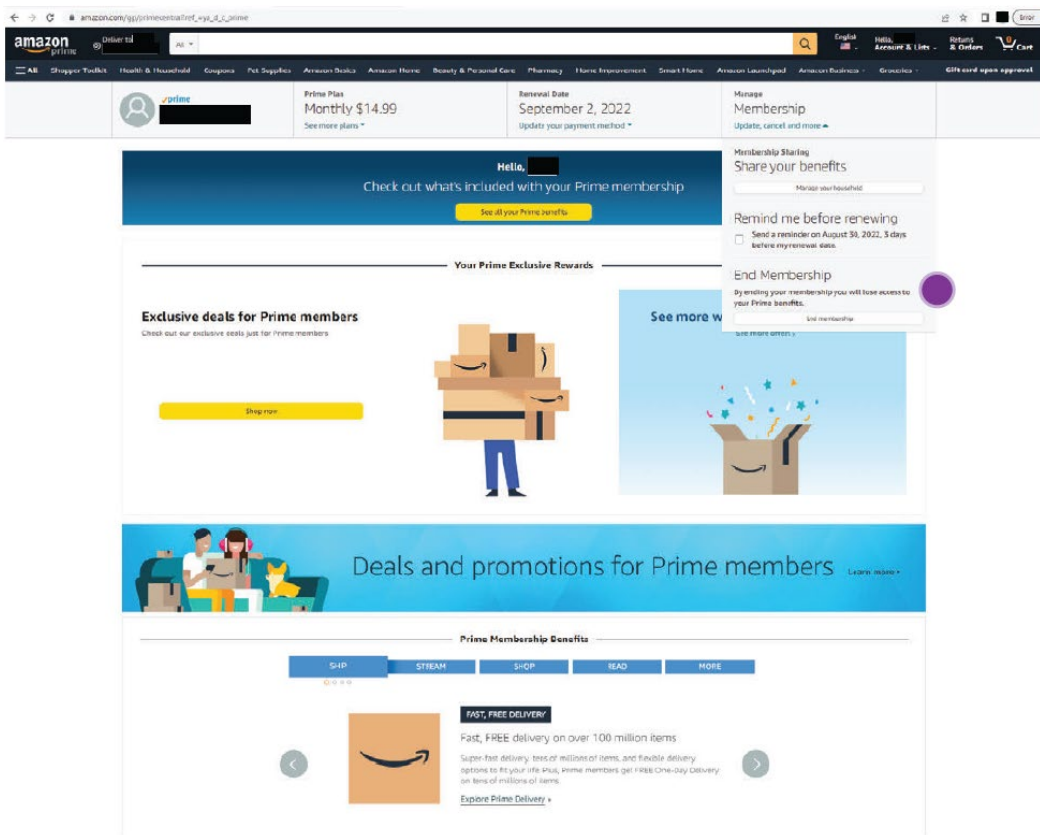 amazon.com/gp/primecentral?ref_=ya_d_c_prime
Error
amazon prime
Deliver to
All
English
Hello,
Account & Lists
Returns
& Orders
0
Cart
All Shopper Toolkit Health & Household Coupons Pet Supplies Amazon Basics Amazon Home Beauty & Personal Care Pharmacy Home Improvement Smart Home Amazon Launchpad Amazon Business Groceries Gift card upon approval
prime
Prime Plan
Monthly $14.99
See more plans
Renewal Date
September 2, 2022
Update your payment method
Manage
Membership
Update, cancel and more
Membership Sharing
Share your benefits
Manage your household
Remind me before renewing
Send a reminder on August 30, 2022, 3 days
before my renewal date.
End Membership
By ending your membership you will lose access to
your Prime benefits.
End membership
Hello,
Check out what's included with your Prime membership
See all your Prime benefits
Your Prime Exclusive Rewards
Exclusive deals for Prime members
Check out our exclusive deals just for Prime members
Shop now
See more w
See more offers
Deals and promotions for Prime members Learn more
Prime Membership Benefits
SHIP STREAM SHOP READ MORE
FAST, FREE DELIVERY
Fast, FREE delivery on over 100 million items
Super-fast delivery, tens of millions of items, and flexible delivery
options to fit your life. Plus, Prime members get FREE One-Day Delivery
on tens of millions of items.
Explore Prime Delivery